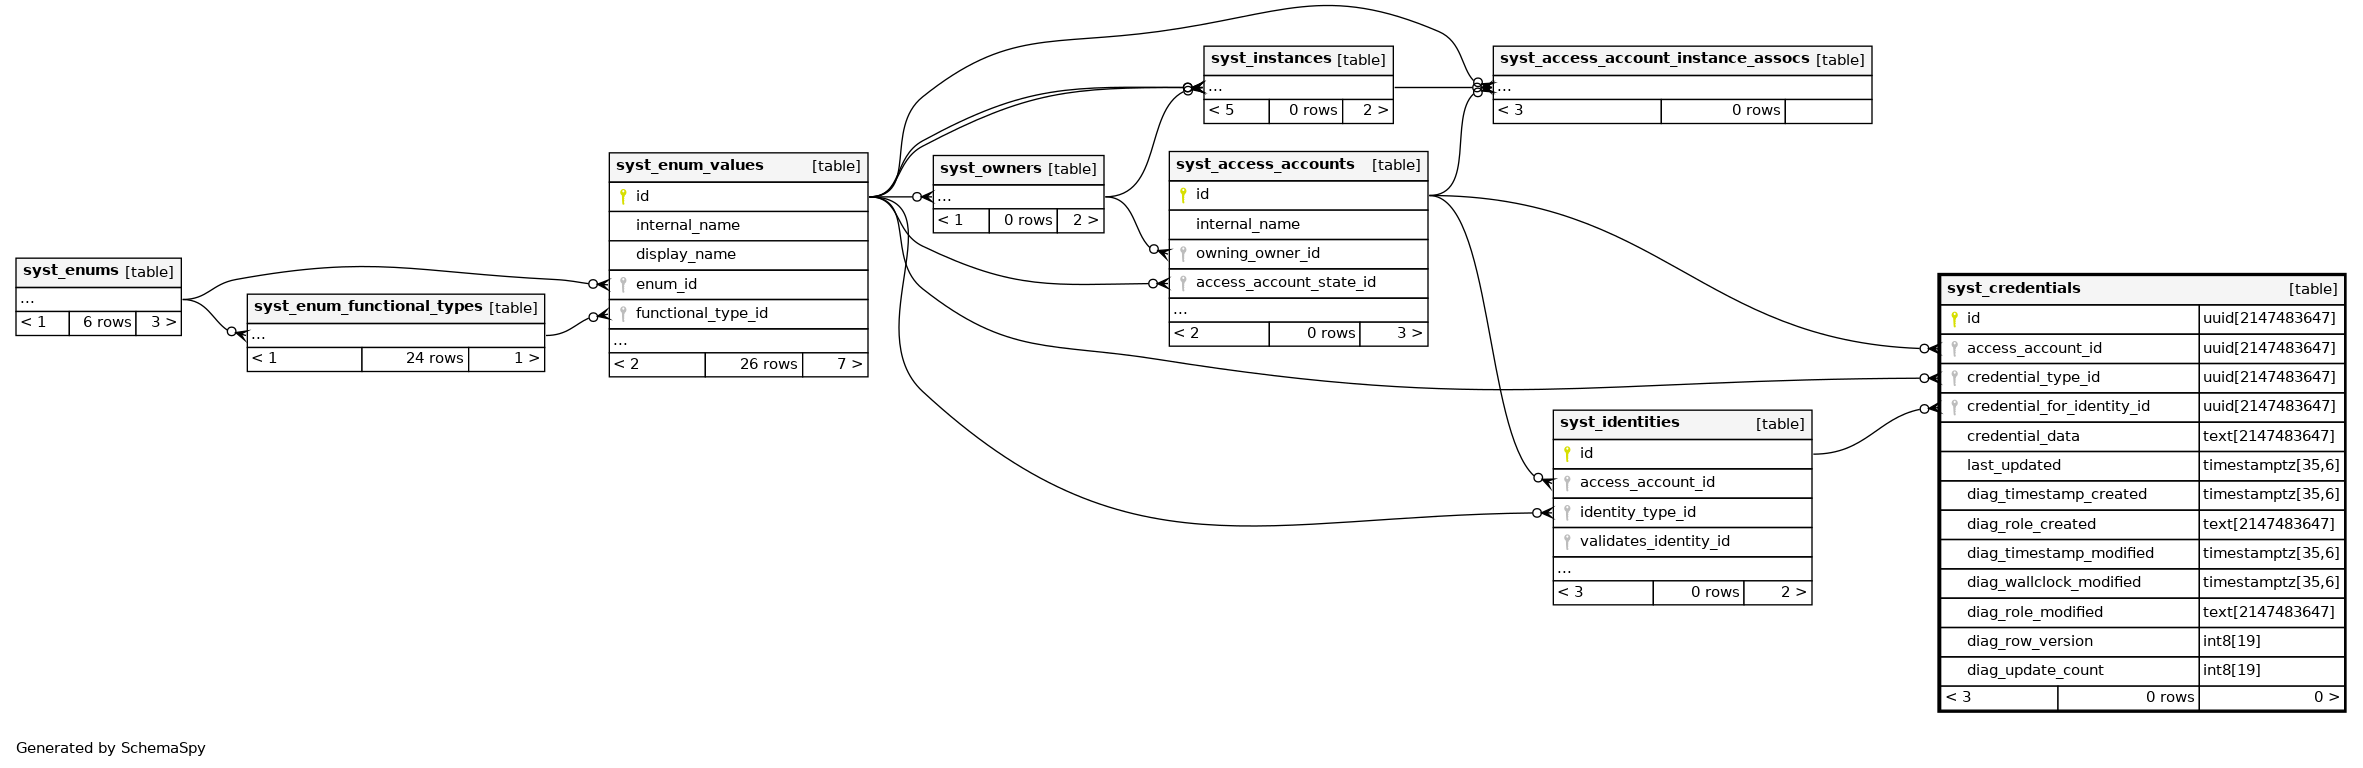 syst_instances [table]
...
< 5 0 rows 2 >
syst_access_account_instance_assocs [table]
...
< 3 0 rows
syst_enum_values [table]
id
internal_name
display_name
enum_id
functional_type_id
...
< 2 26 rows 7 >
syst_owners [table]
...
< 1 0 rows 2 >
syst_access_accounts [table]
id
internal_name
owning_owner_id
access_account_state_id
...
< 2 0 rows 3 >
syst_enums [table]
...
< 1 6 rows 3 >
syst_enum_functional_types [table]
...
< 1 24 rows 1 >
syst_identities [table]
id
access_account_id
identity_type_id
validates_identity_id
...
< 3 0 rows 2 >
syst_credentials [table]
id uuid[2147483647]
access_account_id uuid[2147483647]
credential_type_id uuid[2147483647]
credential_for_identity_id uuid[2147483647]
credential_data text[2147483647]
last_updated timestamptz[35,6]
diag_timestamp_created timestamptz[35,6]
diag_role_created text[2147483647]
diag_timestamp_modified timestamptz[35,6]
diag_wallclock_modified timestamptz[35,6]
diag_role_modified text[2147483647]
diag_row_version int8[19]
diag_update_count int8[19]
< 3 0 rows 0 >
Generated by SchemaSpy